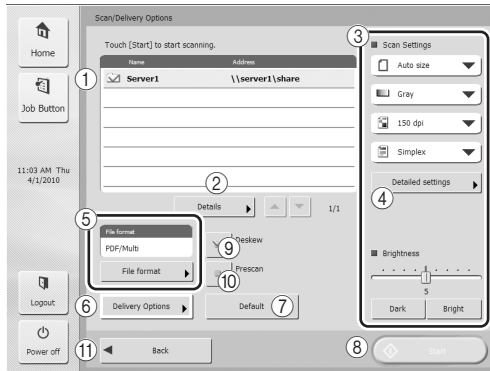 Scan/Delivery Options
Home
Job Button
11:03 AM Thu
4/1/2010
Logout
Power off
Touch [Start] to start scanning.
Name Address
1 Server1 \\server1\share
2
Details 1/1
5
File format
PDF/Multi
File format
9 Deskew
10 Prescan
6 Delivery Options
Default 7
11 Back
3
Scan Settings
Auto size
Gray
150 dpi
Simplex
Detailed settings
4
Brightness
5
Dark Bright
8 Start